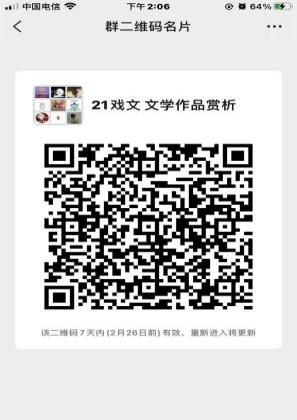 中国电信 下午2:06 64%
群二维码名片
21戏文 文学作品赏析
该二维码7天内(2月26日前)有效，重新进入将更新